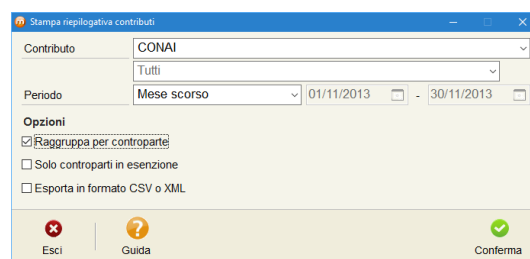 Stampa riepilogativa contributi
Contributo CONAI
Tutti
Periodo Mese scorso 01/11/2013 - 30/11/2013
Opzioni
Raggruppa per controparte
Solo controparti in esenzione
Esporta in formato CSV o XML
Esci Guida Conferma